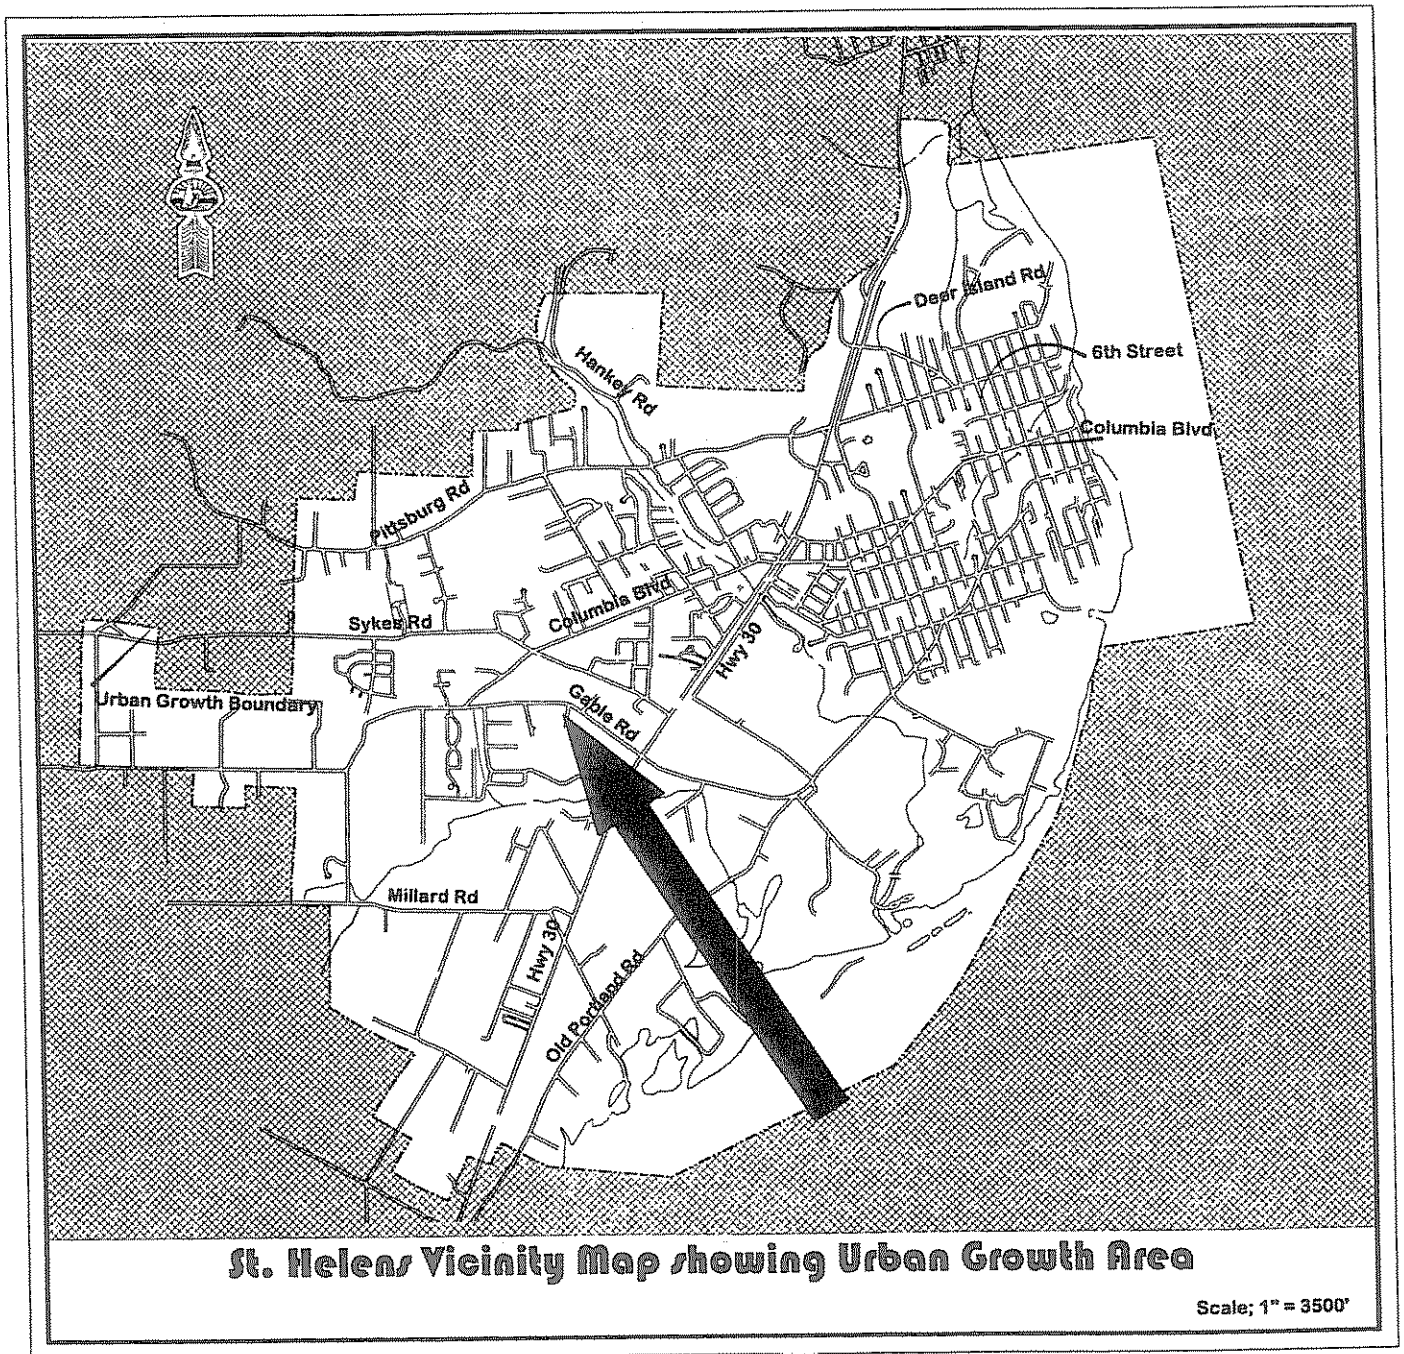 Deer Island Rd
6th Street
Hankey Rd
Columbia Blvd
Pittsburg Rd
Columbia Blvd
Sykes Rd
Hwy 30
Urban Growth Boundary
Gable Rd
Millard Rd
Hwy 30
Old Portland Rd
St. Helens Vicinity Map showing Urban Growth Area
Scale; 1" = 3500'